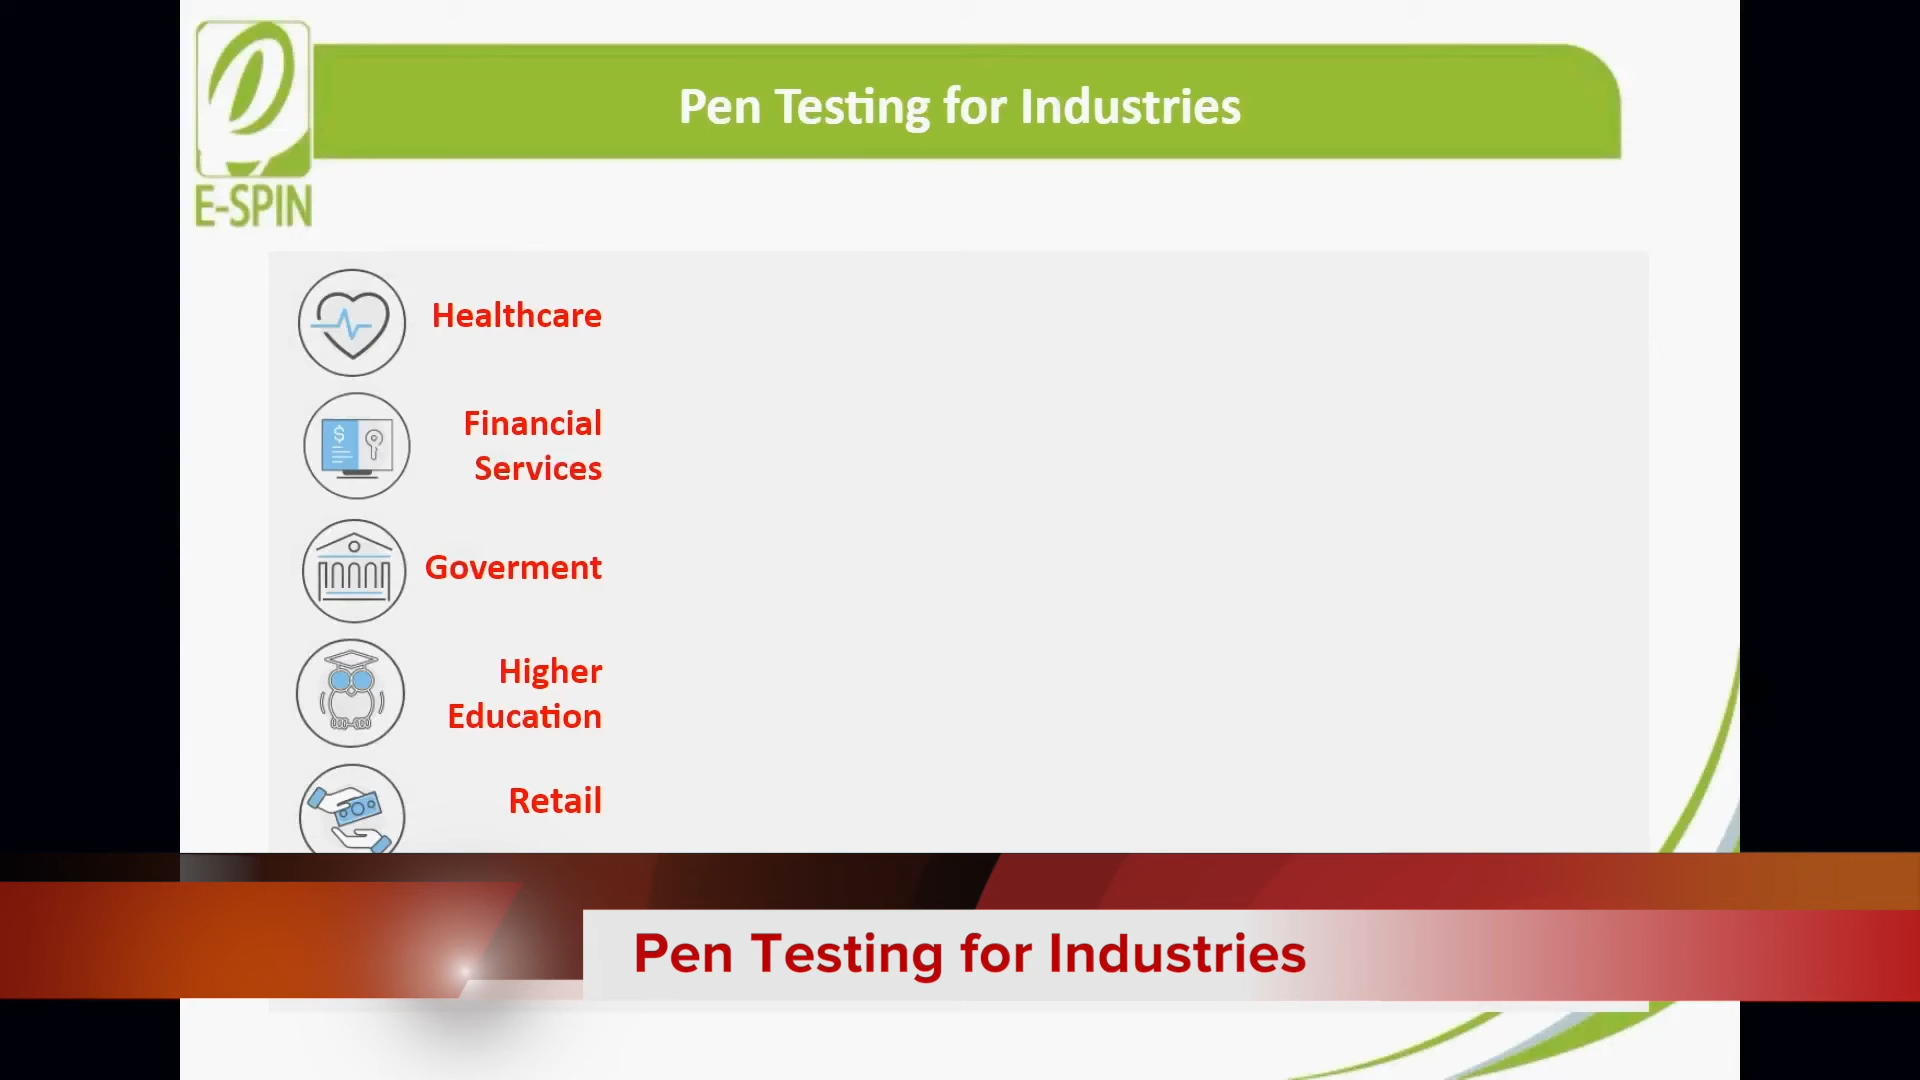 Pen Testing for Industries
E-SPIN
Healthcare
$
Financial
Services
Goverment
Higher
Education
Retail
Pen Testing for Industries